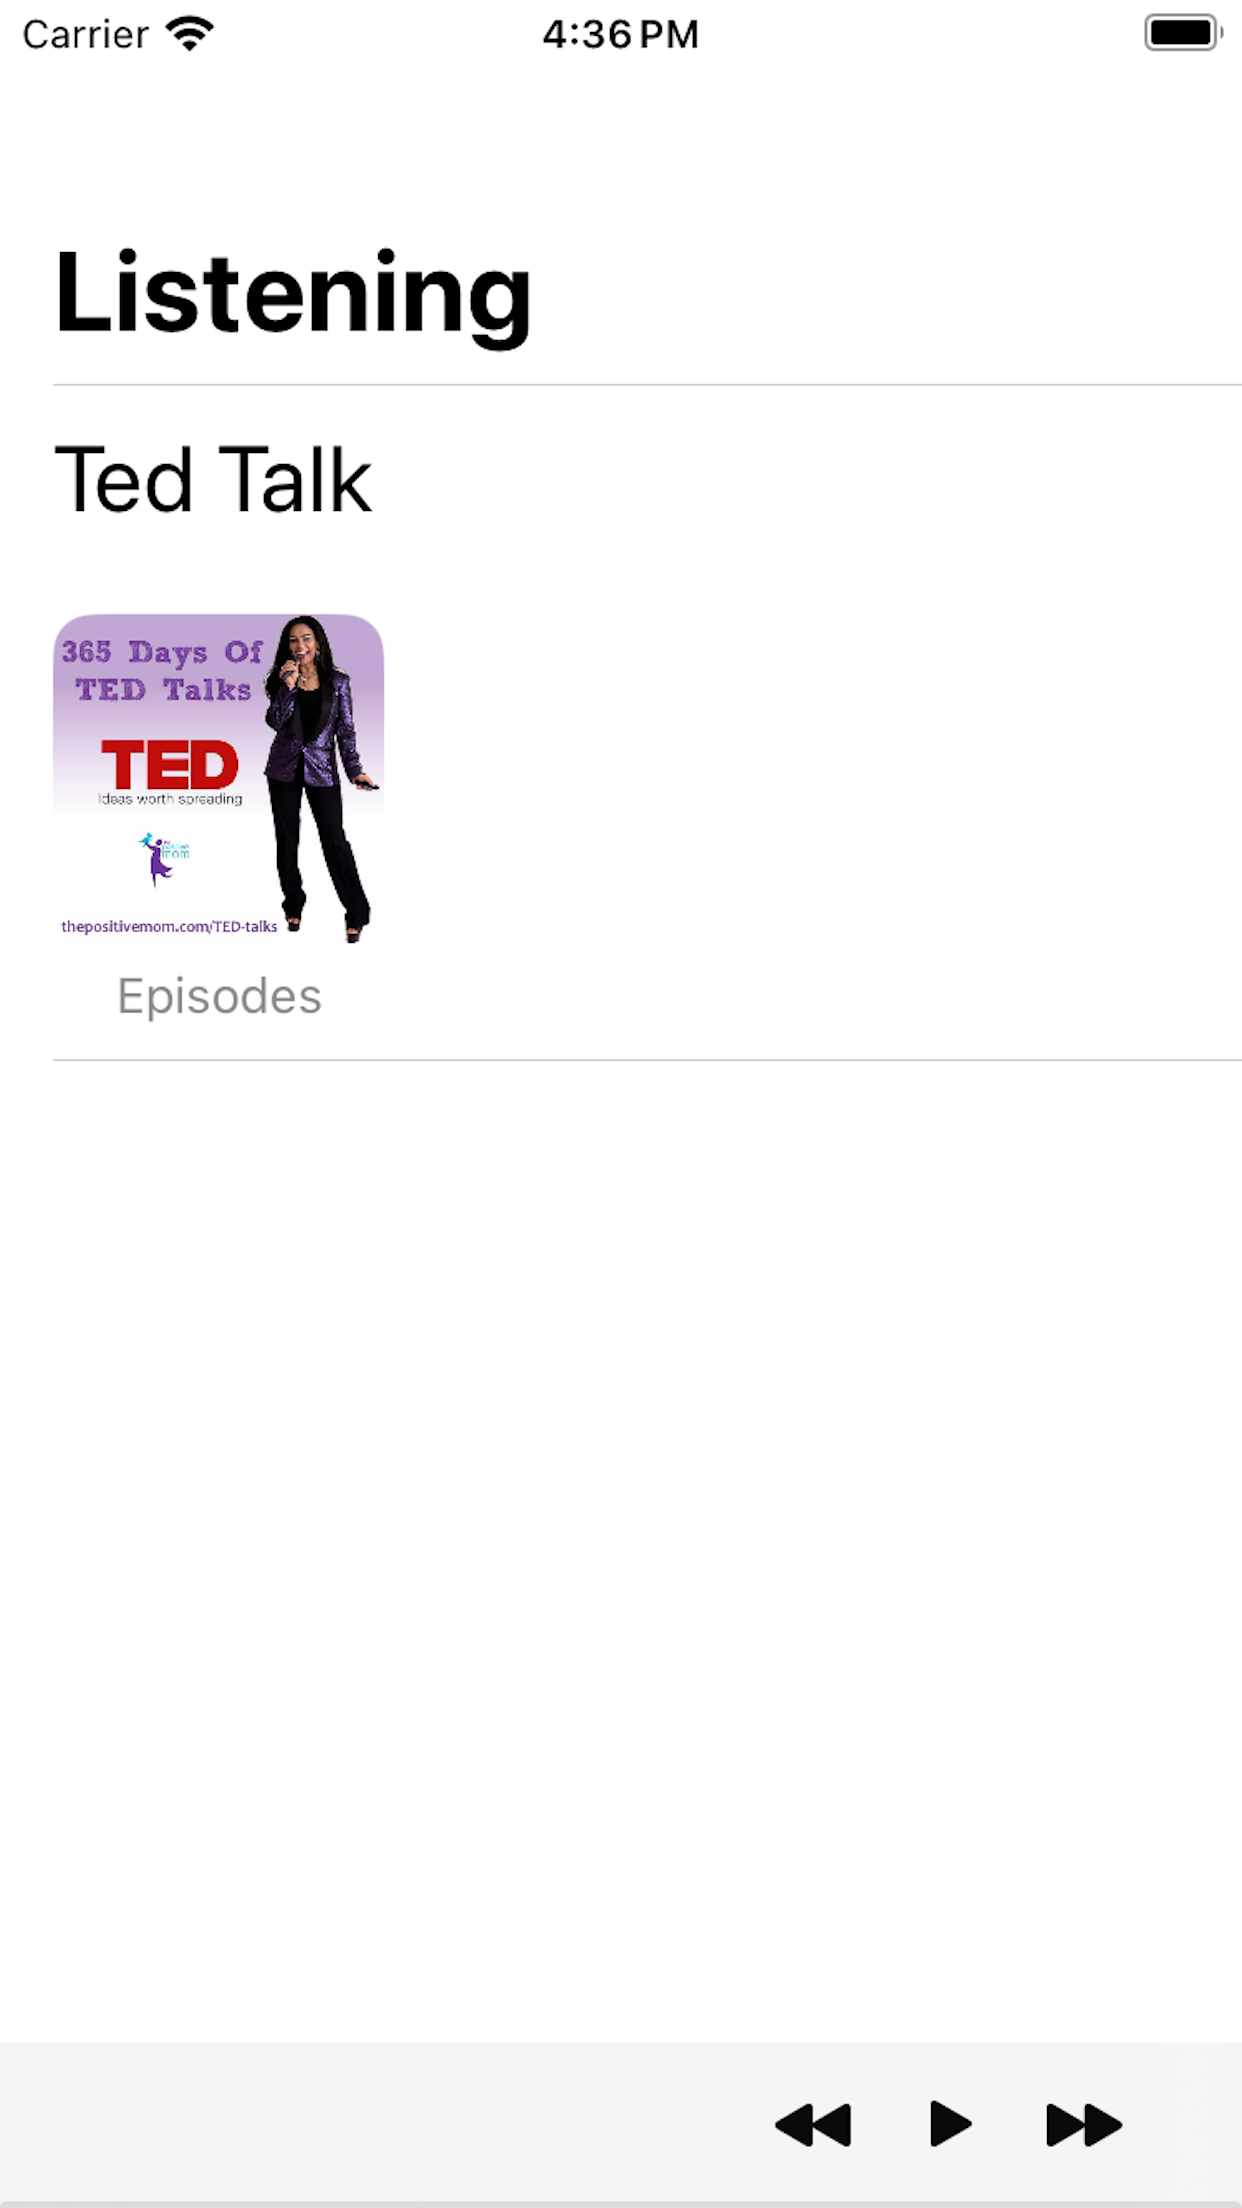 Carrier
4:36 PM
Listening
Ted Talk
365 Days Of
TED Talks
TED
Ideas worth spreading
mom
thepositivemom.com/TED-talks
Episodes